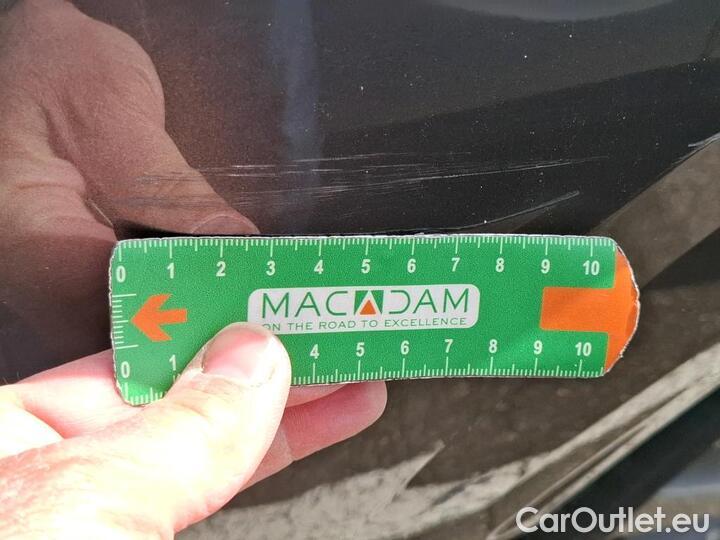 0 1 2 3 4 5 6 7 8 9 10
MACADAM
ON THE ROAD TO EXCELLENCE
0 1 4 5 6 7 8 9 10
CarOutlet.eu